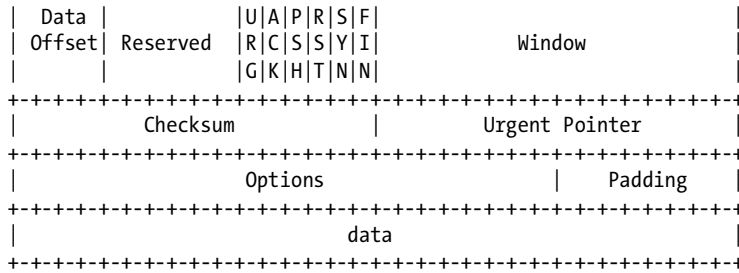 |  Data |           |U|A|P|R|S|F|                               |
| Offset| Reserved  |R|C|S|S|Y|I|            Window             |
|       |           |G|K|H|T|N|N|                               |
+-+-+-+-+-+-+-+-+-+-+-+-+-+-+-+-+-+-+-+-+-+-+-+-+-+-+-+-+-+-+-+-+
|           Checksum            |         Urgent Pointer        |
+-+-+-+-+-+-+-+-+-+-+-+-+-+-+-+-+-+-+-+-+-+-+-+-+-+-+-+-+-+-+-+-+
|                    Options                    |    Padding    |
+-+-+-+-+-+-+-+-+-+-+-+-+-+-+-+-+-+-+-+-+-+-+-+-+-+-+-+-+-+-+-+-+
|                             data                              |
+-+-+-+-+-+-+-+-+-+-+-+-+-+-+-+-+-+-+-+-+-+-+-+-+-+-+-+-+-+-+-+-+